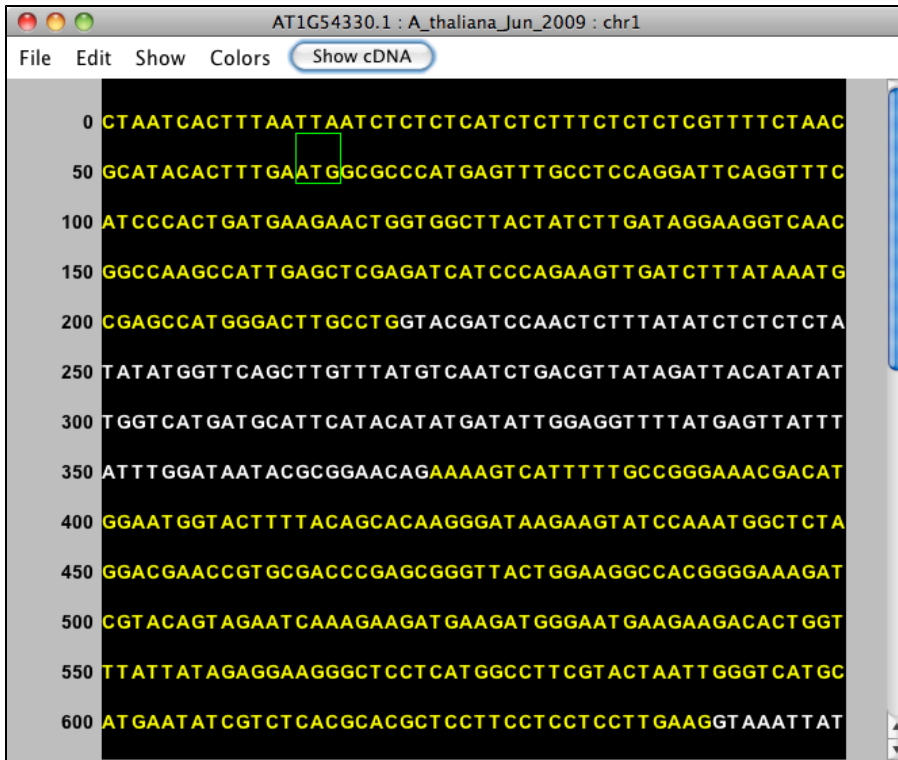 AT1G54330.1 : A_thaliana_Jun_2009 : chr1
File Edit Show Colors Show cDNA
0 CTAATCACTTTAATTAATCTCTCTCATCTCTTTCTCTCTCGTTTTCTAAC
50 GCATACACTTTGAATGGCGCCCATGAGTTTGCCTCCAGGATTCAGGTTTC
100 ATCCCACTGATGAAGAACTGGTGGCTTACTATCTTGATAGGAAGGTCAAC
150 GGCCAAGCCATTGAGCTCGAGATCATCCCAGAAGTTGATCTTTATAAATG
200 CGAGCCATGGGACTTGCCTGGTACGATCCAACTCTTTATATCTCTCTCTA
250 TATATGGTTCAGCTTGTTTATGTCAATCTGACGTTATAGATTACATATAT
300 TGGTCATGATGCATTCATACATATGATATTGGAGGTTTTATGAGTTATTT
350 ATTTGGATAATACGCGGAACAGAAAAGTCATTTTTGCCGGGAAACGACAT
400 GGAATGGTACTTTTACAGCACAAGGGATAAGAAGTATCCAAATGGCTCTA
450 GGACGAACCGTGCGACCCGAGCGGGTTACTGGAAGGCCACGGGGAAAGAT
500 CGTACAGTAGAATCAAAGAAGATGAAGATGGGAATGAAGAAGACACTGGT
550 TTATTATAGAGGAAGGGCTCCTCATGGCCTTCGTACTAATTGGGTCATGC
600 ATGAATATCGTCTCACGCACGCTCCTTCCTCCTCCTTGAAGGTAAATTAT